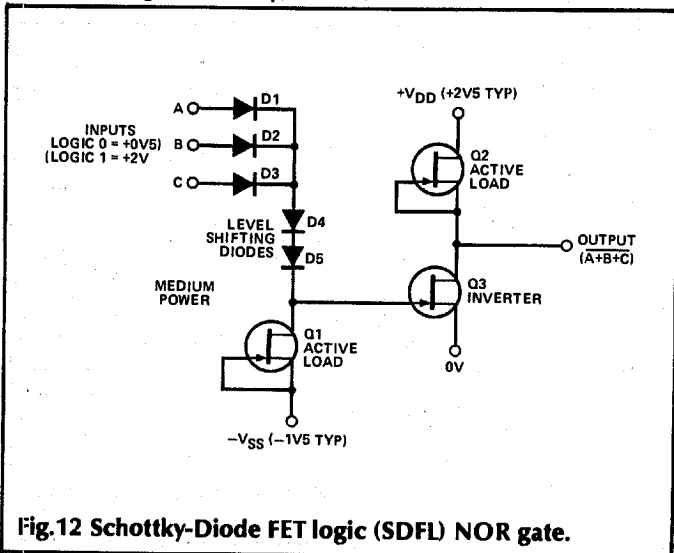 +V_DD (+2V5 TYP)
A
D1
INPUTS
LOGIC 0 = +0V5)
(LOGIC 1 = +2V
B
D2
C
D3
Q2
ACTIVE
LOAD
LEVEL
SHIFTING
DIODES
D4
D5
OUTPUT
(A+B+C)
MEDIUM
POWER
Q3
INVERTER
Q1
ACTIVE
LOAD
0V
−V_SS (−1V5 TYP)
Fig.12 Schottky-Diode FET logic (SDFL) NOR gate.